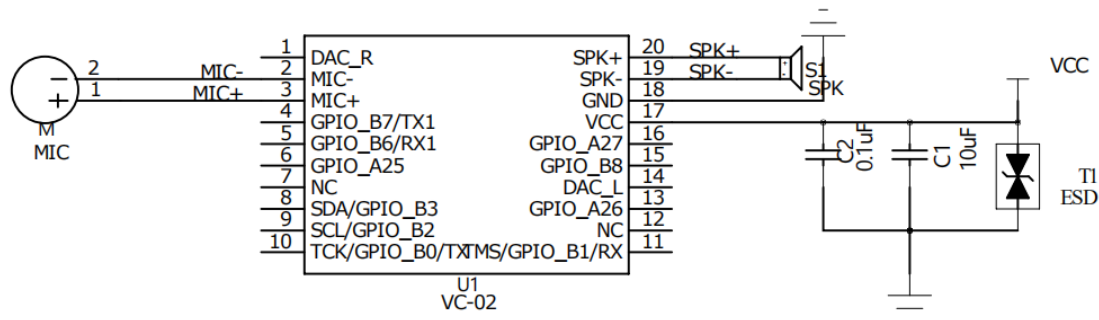 1 DAC_R SPK+ 20 SPK+
2 MIC- 2 MIC- SPK- 19 SPK- S1
1 MIC+ 3 MIC+ GND 18 SPK
M
MIC
4 GPIO_B7/TX1 VCC 17
5 GPIO_B6/RX1 GPIO_A27 16
6 GPIO_A25 GPIO_B8 15
7 NC DAC_L 14
8 SDA/GPIO_B3 GPIO_A26 13
9 SCL/GPIO_B2 NC 12
10 TCK/GPIO_B0/TX TMS/GPIO_B1/RX 11
U1
VC-02
VCC
C2
0.1uF
C1
10uF
T1
ESD